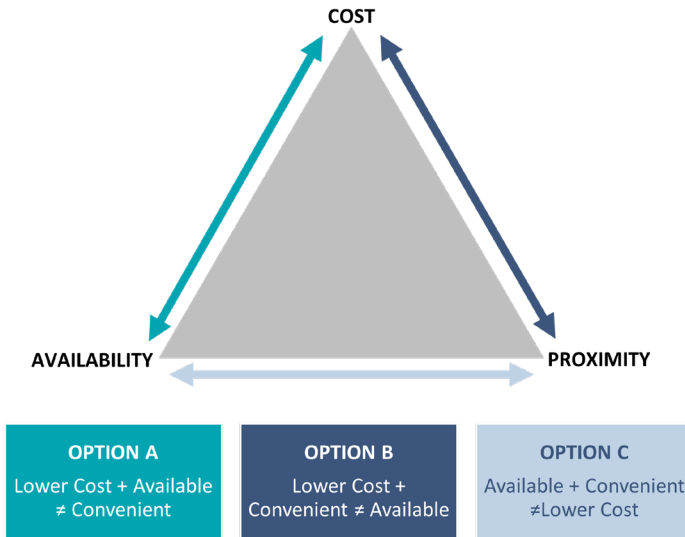 COST
AVAILABILITY
PROXIMITY
OPTION A
Lower Cost + Available
≠ Convenient
OPTION B
Lower Cost +
Convenient ≠ Available
OPTION C
Available + Convenient
≠Lower Cost